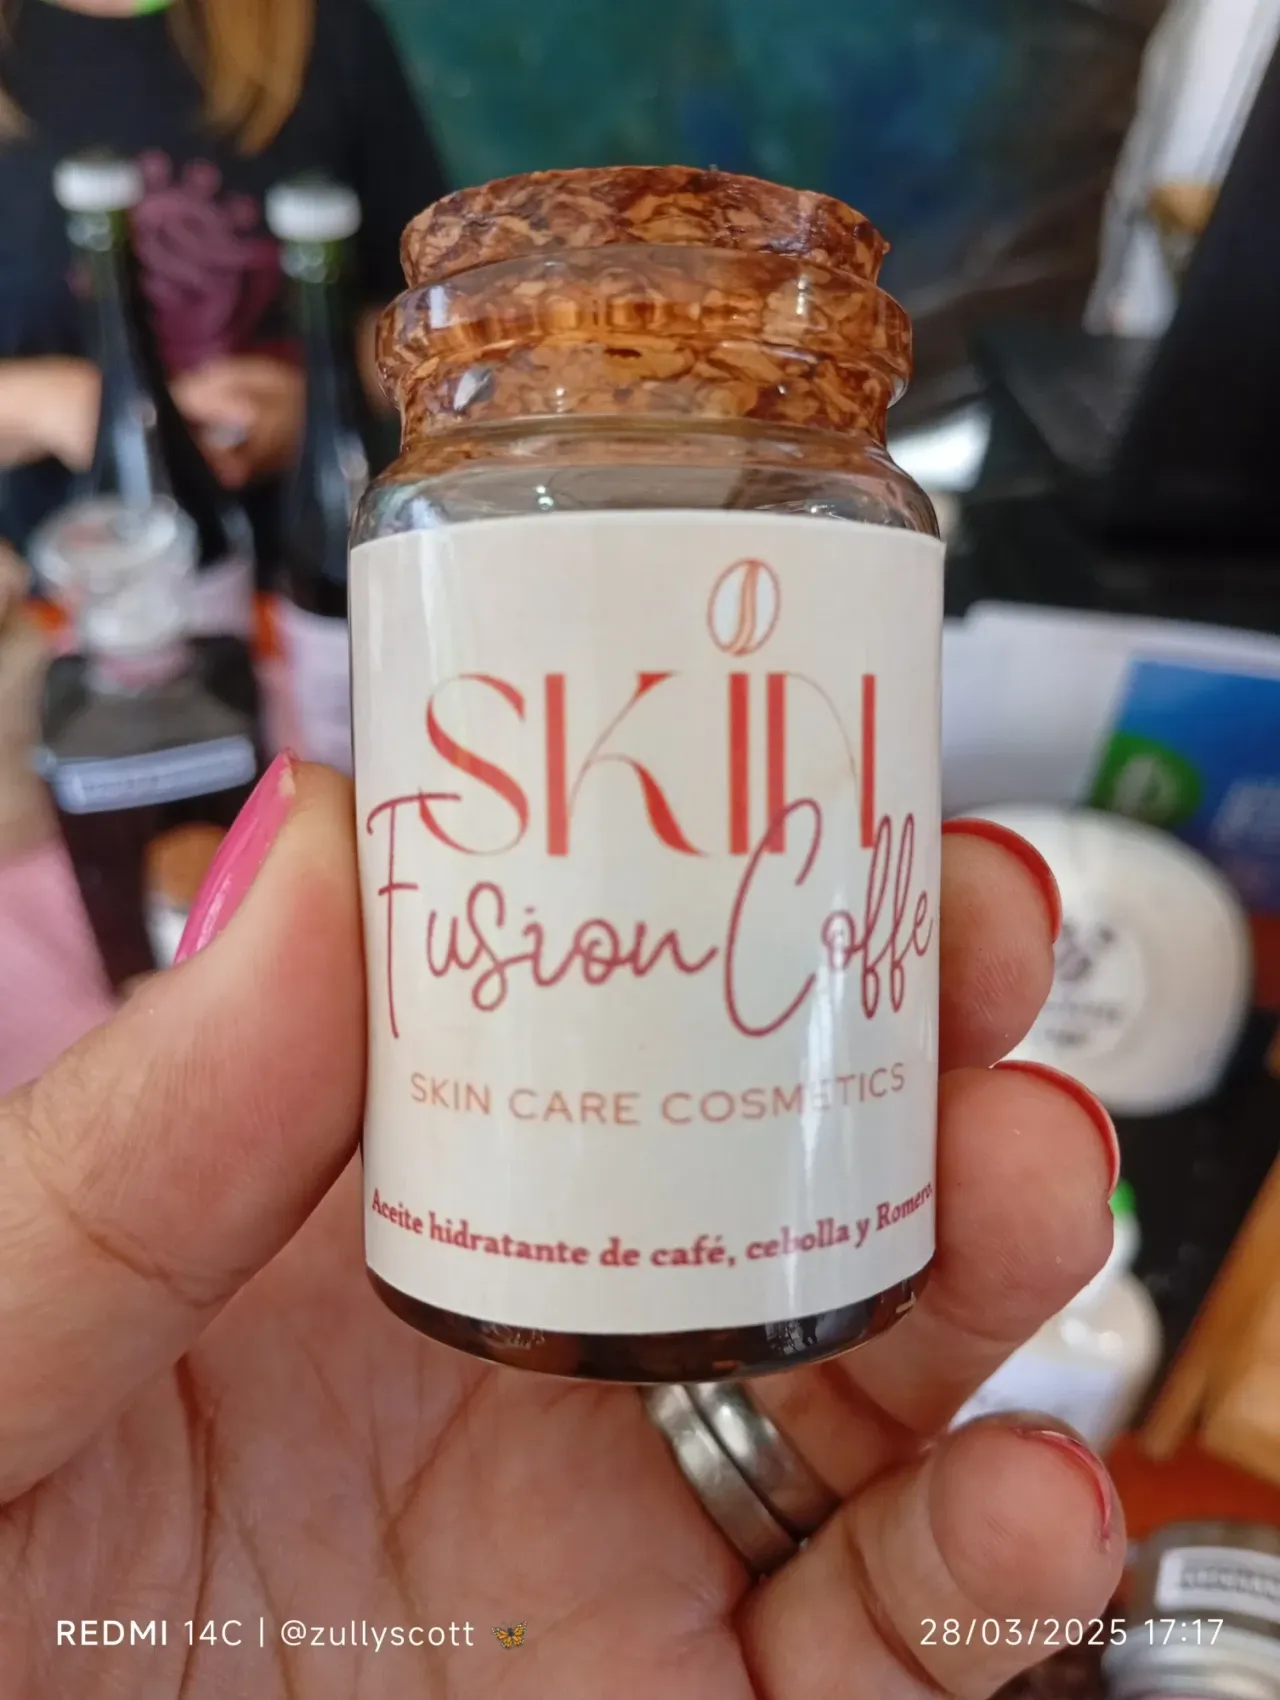 SKIN
Fusion Coffe
SKIN CARE COSMETICS
Aceite hidratante de café, cebolla y Romero.
REDMI 14C | @zullyscott 🦋
28/03/2025 17:17